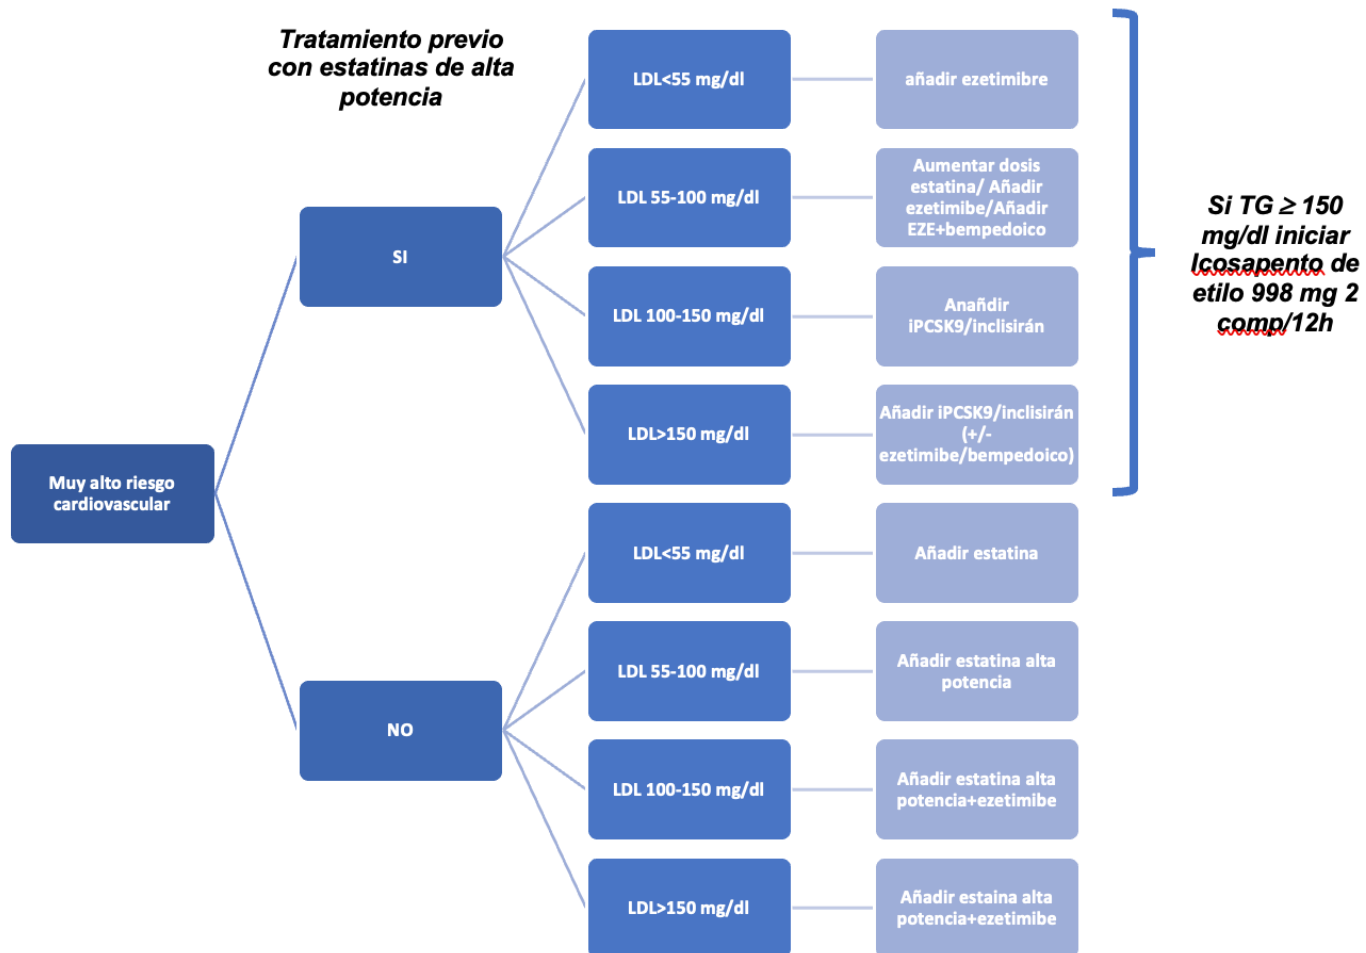 Tratamiento previo
con estatinas de alta
potencia
LDL<55 mg/dl
añadir ezetimibre
LDL 55-100 mg/dl
Aumentar dosis
estatina/ Añadir
ezetimibe/Añadir
EZE+bempedoico
SI
LDL 100-150 mg/dl
Anañdir
iPCSK9/inclisirán
LDL>150 mg/dl
Añadir iPCSK9/inclisirán
(+/-
ezetimibe/bempedoico)
Si TG ≥ 150
mg/dl iniciar
Icosapento de
etilo 998 mg 2
comp/12h
Muy alto riesgo
cardiovascular
LDL<55 mg/dl
Añadir estatina
LDL 55-100 mg/dl
Añadir estatina alta
potencia
NO
LDL 100-150 mg/dl
Añadir estatina alta
potencia+ezetimibe
LDL>150 mg/dl
Añadir estaina alta
potencia+ezetimibe